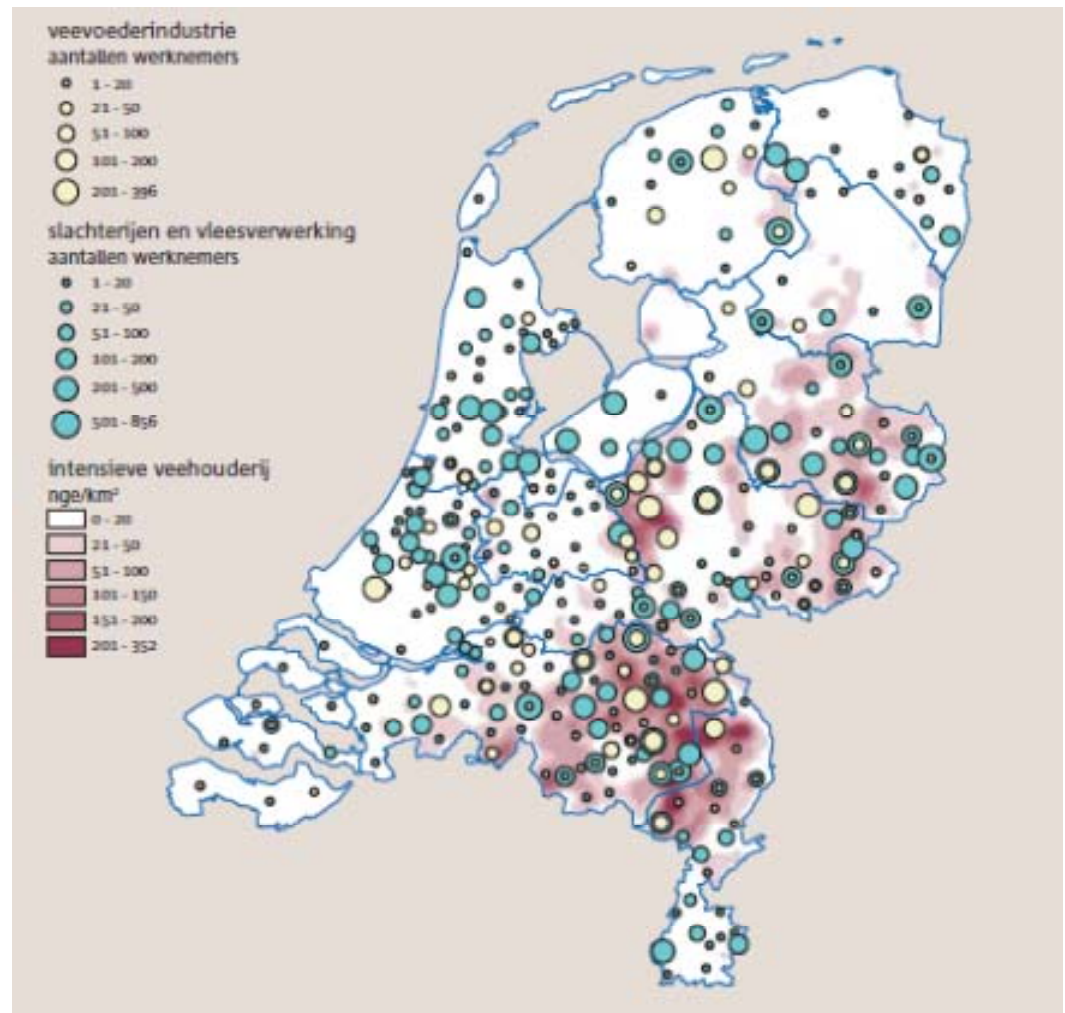 veevoederindustrie
aantallen werknemers
1 - 20
21 - 50
51 - 100
101 - 200
201 - 396
slachterijen en vleesverwerking
aantallen werknemers
1 - 20
21 - 50
51 - 100
101 - 200
201 - 500
501 - 856
intensieve veehouderij
nge/km²
0 - 20
21 - 50
51 - 100
101 - 150
151 - 200
201 - 352